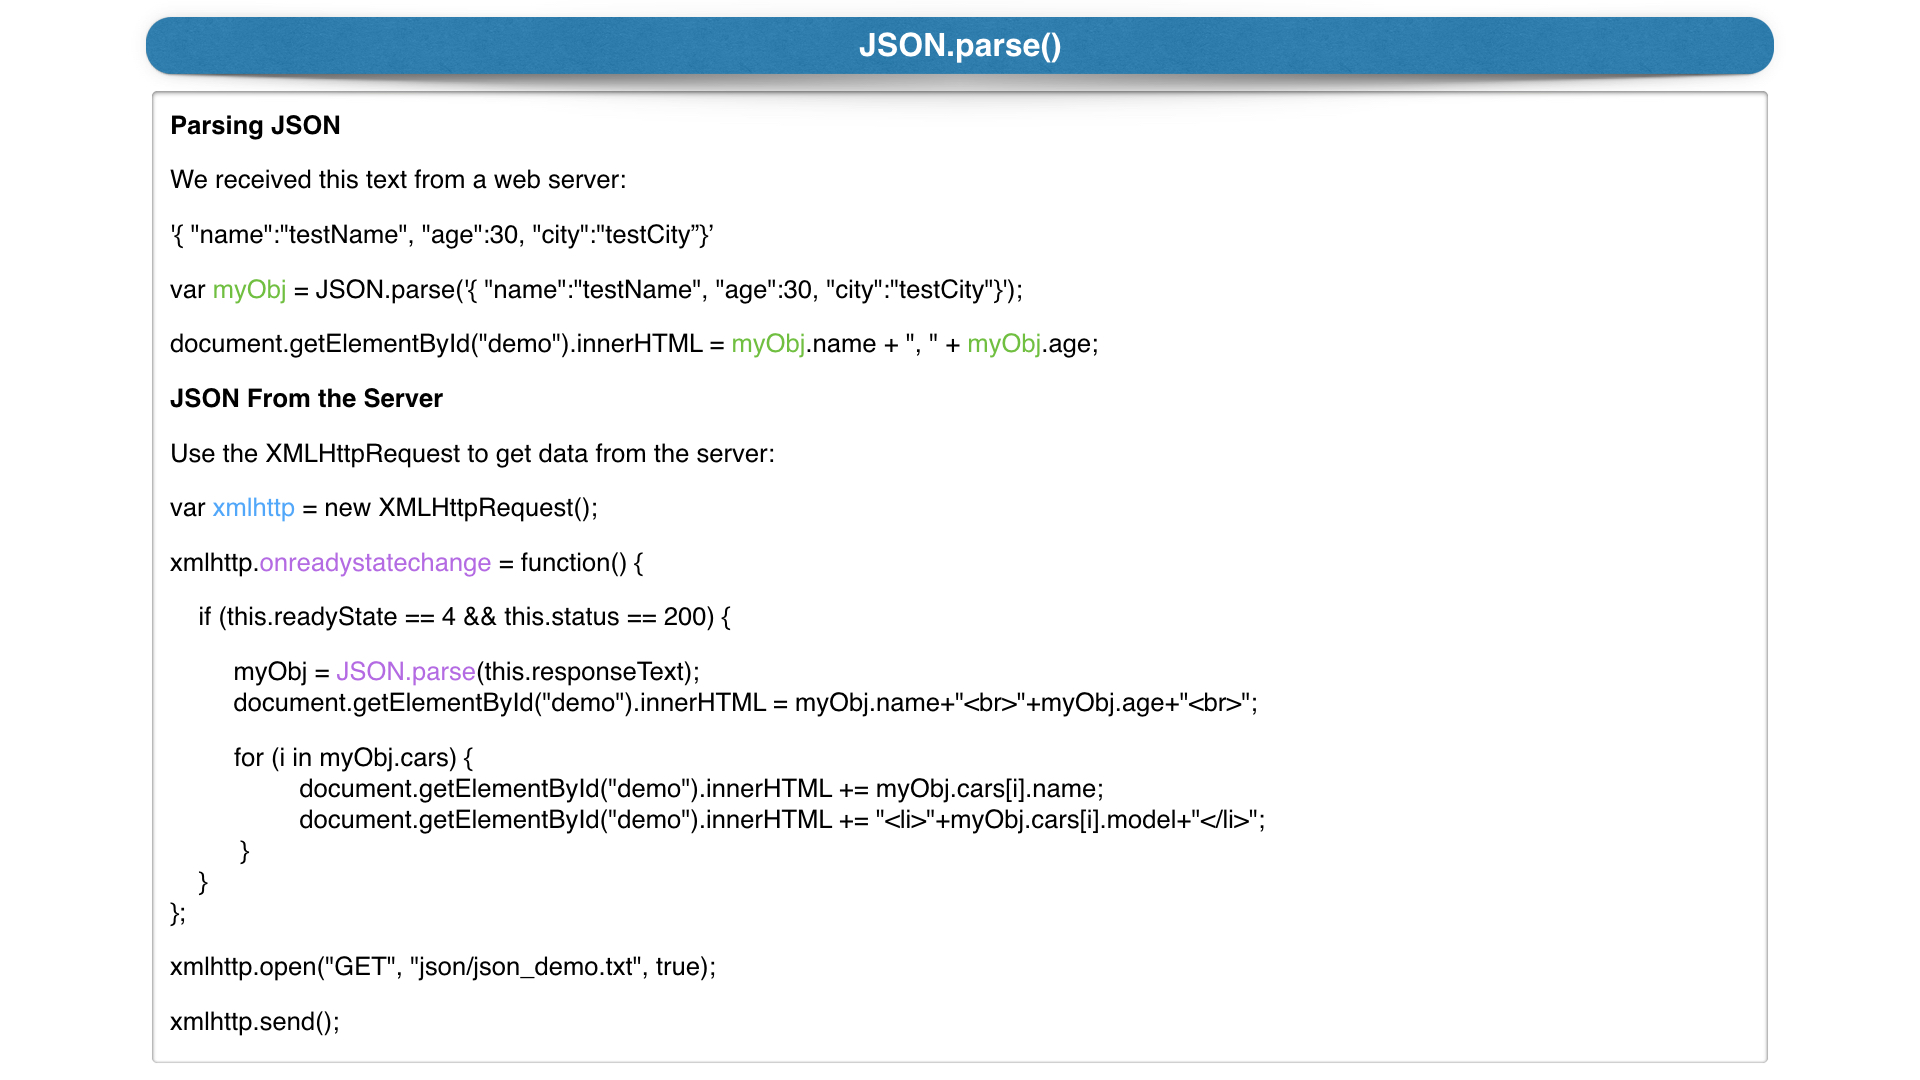 JSON.parse()
Parsing JSON
We received this text from a web server:
'{ "name":"testName", "age":30, "city":"testCity”}’
var myObj = JSON.parse('{ "name":"testName", "age":30, "city":"testCity"}');
document.getElementById("demo").innerHTML = myObj.name + ", " + myObj.age;
JSON From the Server
Use the XMLHttpRequest to get data from the server:
var xmlhttp = new XMLHttpRequest();
xmlhttp.onreadystatechange = function() {
if (this.readyState == 4 && this.status == 200) {
myObj = JSON.parse(this.responseText);
document.getElementById("demo").innerHTML = myObj.name+"<br>"+myObj.age+"<br>";
for (i in myObj.cars) {
document.getElementById("demo").innerHTML += myObj.cars[i].name;
document.getElementById("demo").innerHTML += "<li>"+myObj.cars[i].model+"</li>";
}
}
};
xmlhttp.open("GET", "json/json_demo.txt", true);
xmlhttp.send();